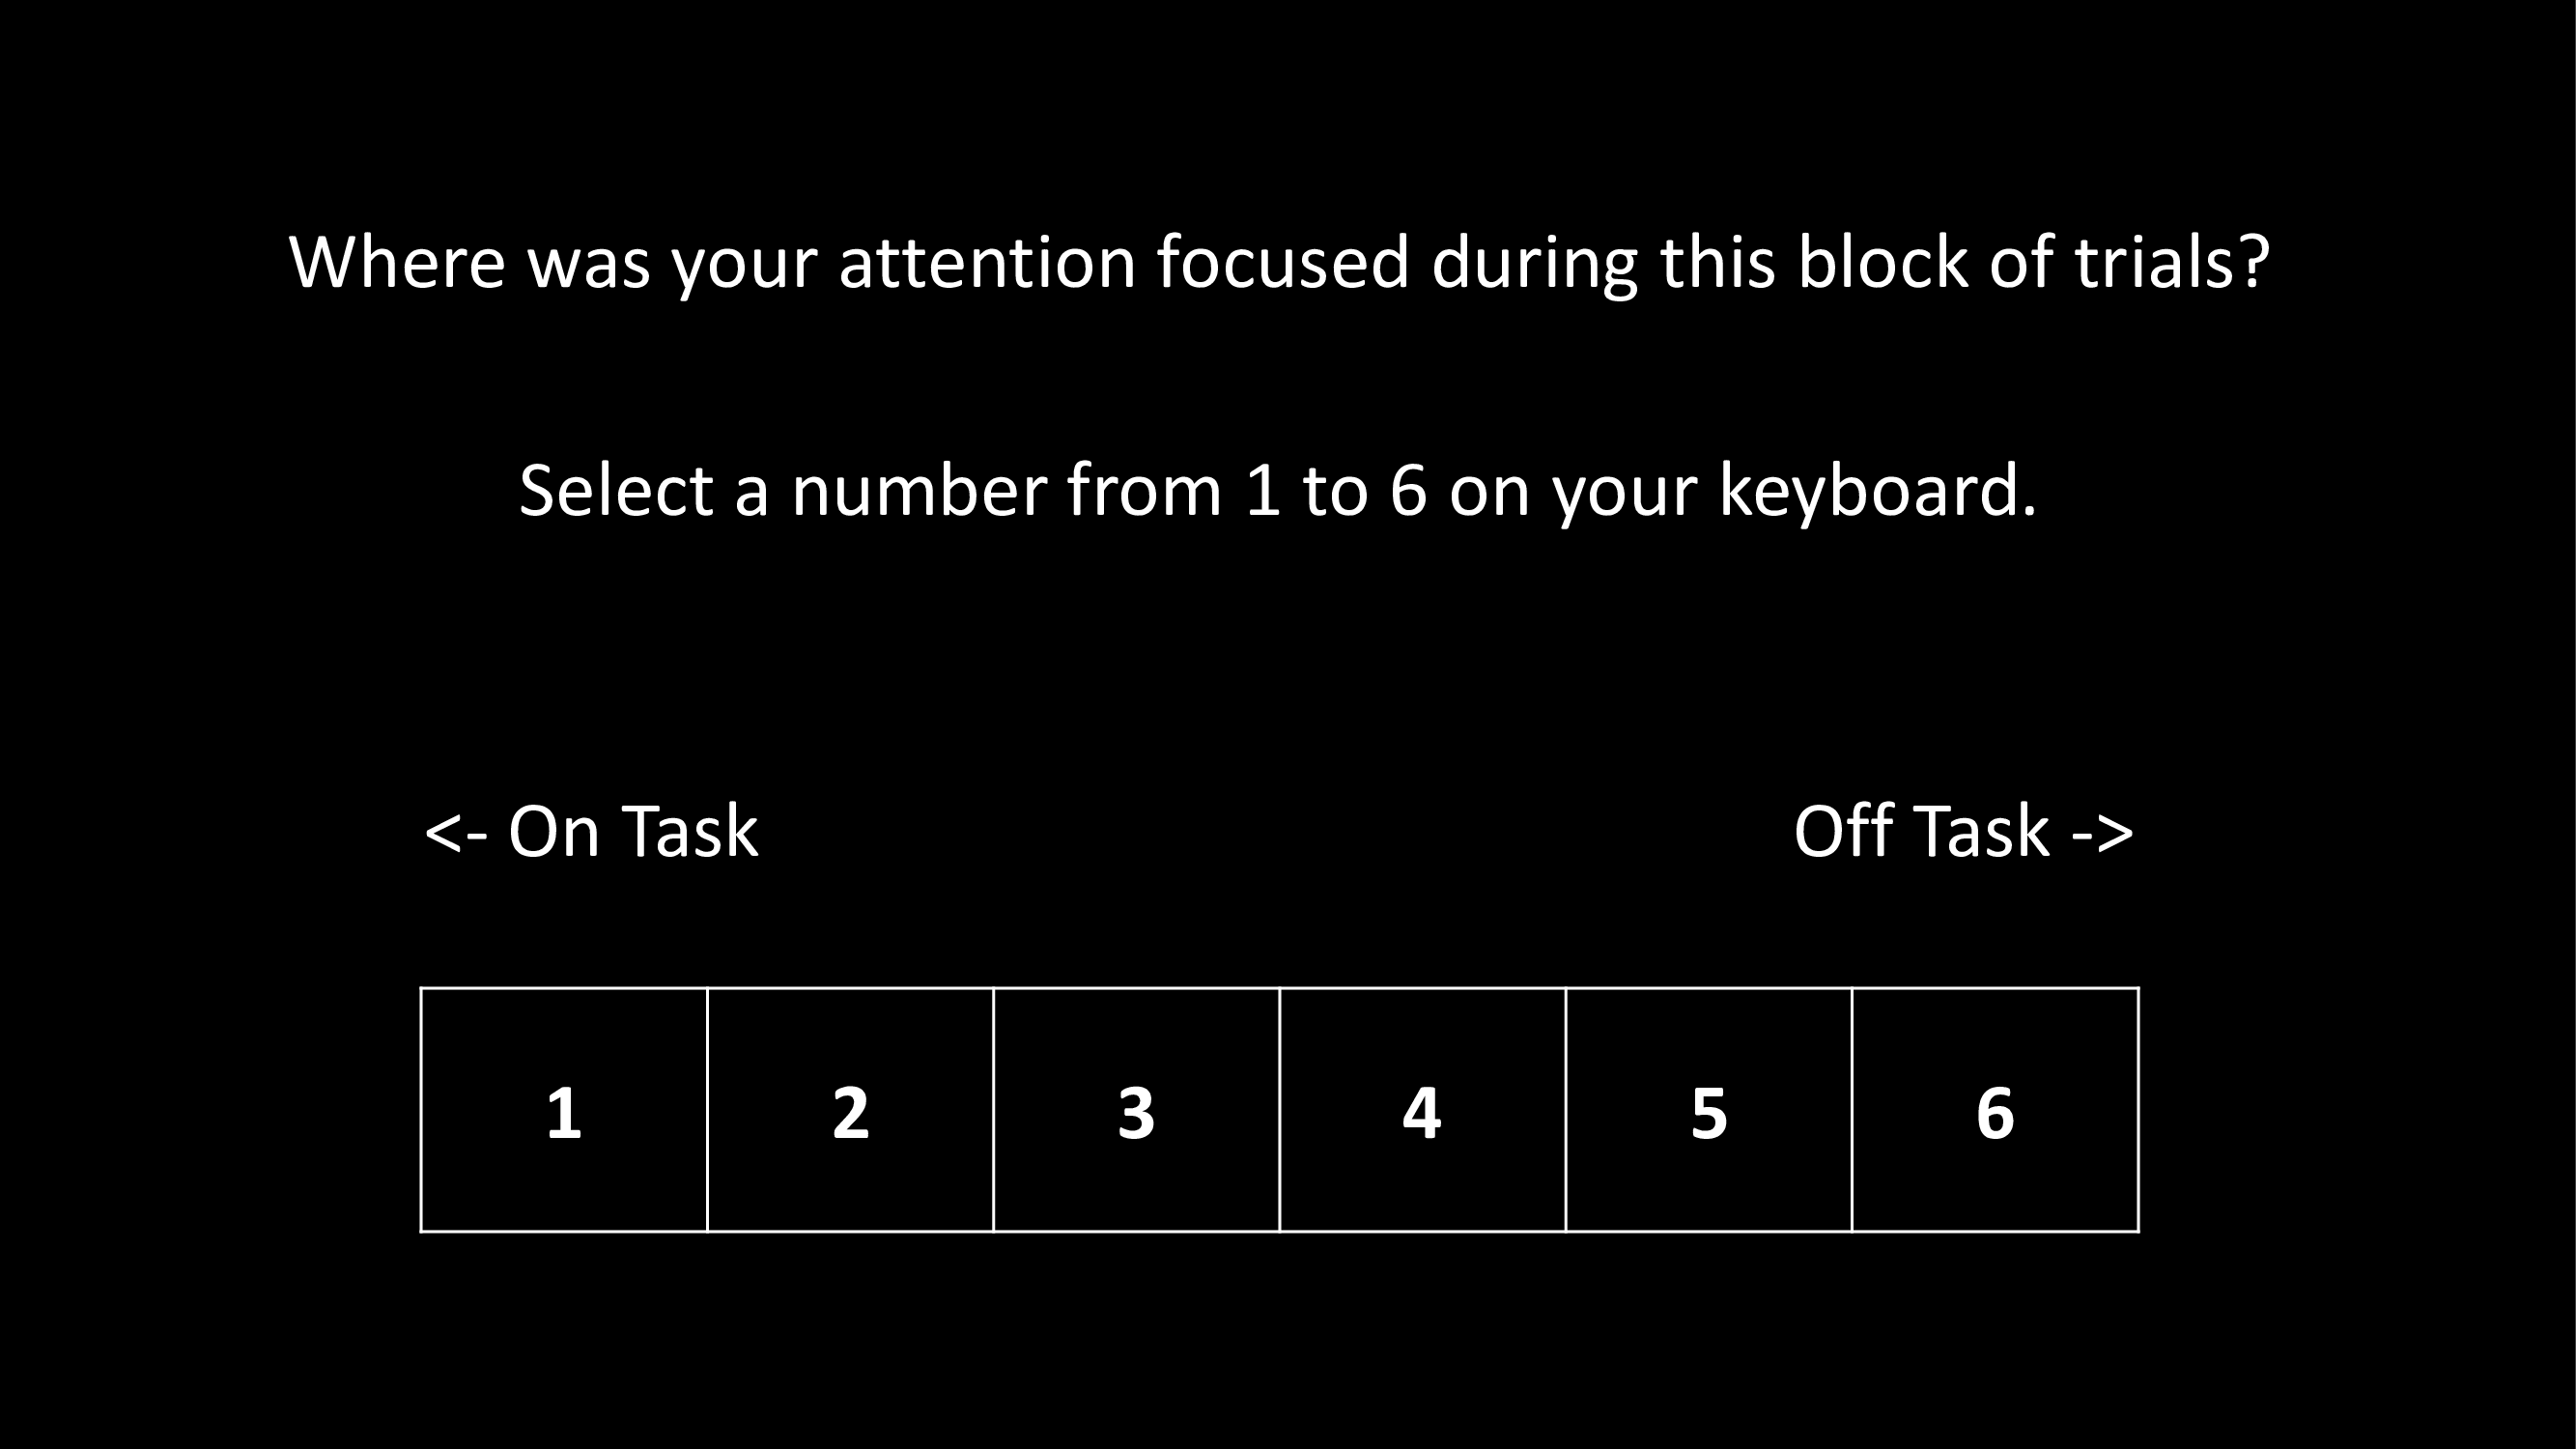 Where was your attention focused during this block of trials?
Select a number from 1 to 6 on your keyboard.
<- On Task Off Task ->
1 2 3 4 5 6